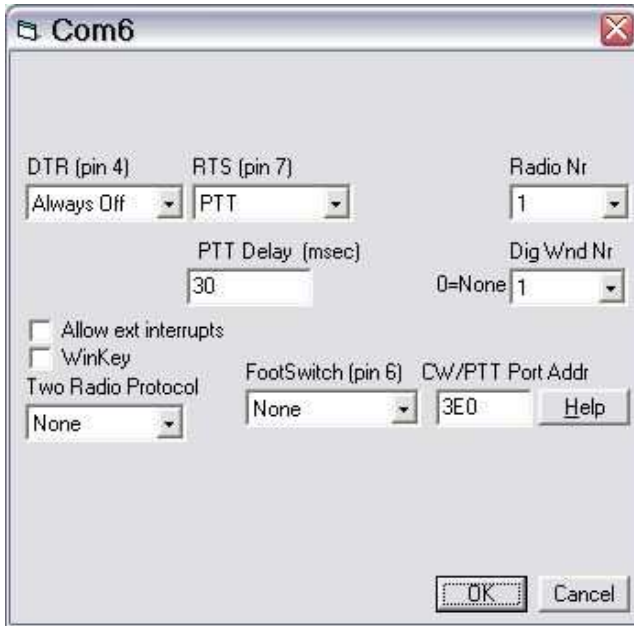 Com6
DTR (pin 4) RTS (pin 7) Radio Nr
Always Off PTT 1
PTT Delay (msec) Dig Wnd Nr
30 0=None 1
Allow ext interrupts
WinKey
Two Radio Protocol FootSwitch (pin 6) CW/PTT Port Addr
None None 3E0 Help
OK Cancel